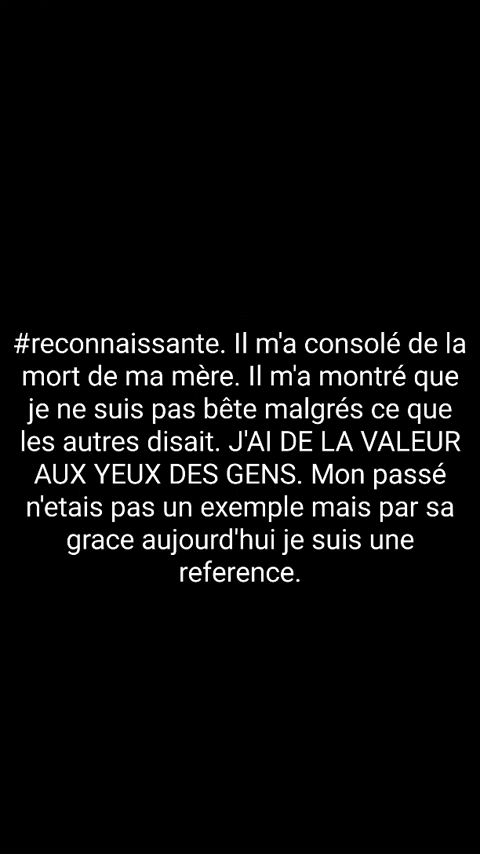 #reconnaissante. Il m'a consolé de la
mort de ma mère. Il m'a montré que
je ne suis pas bête malgrés ce que
les autres disait. J'AI DE LA VALEUR
AUX YEUX DES GENS. Mon passé
n'etais pas un exemple mais par sa
grace aujourd'hui je suis une
reference.